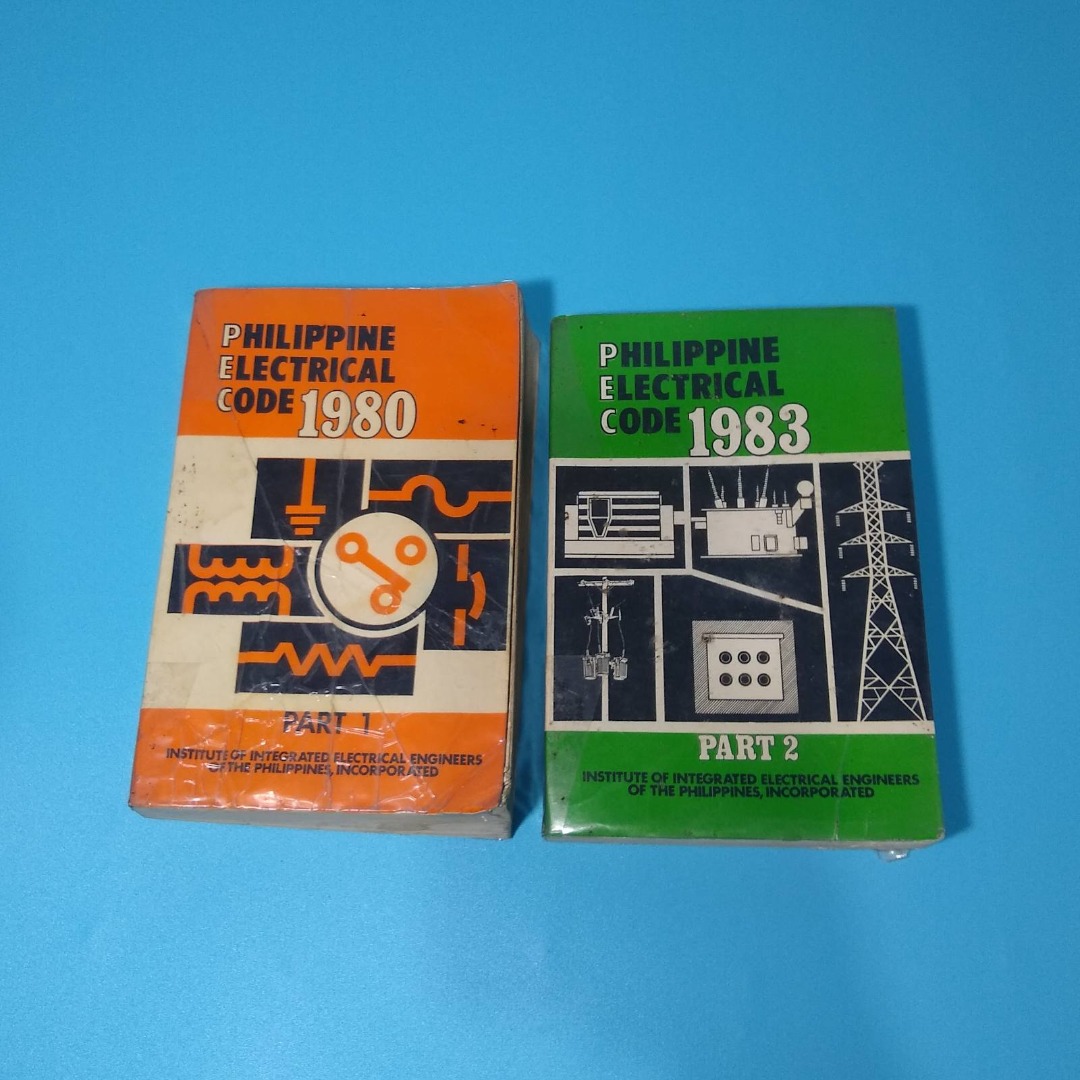 PHILIPPINE
ELECTRICAL
CODE 1980
PART 1
INSTITUTE OF INTEGRATED ELECTRICAL ENGINEERS
OF THE PHILIPPINES, INCORPORATED
PHILIPPINE
ELECTRICAL
CODE 1983
PART 2
INSTITUTE OF INTEGRATED ELECTRICAL ENGINEERS
OF THE PHILIPPINES, INCORPORATED